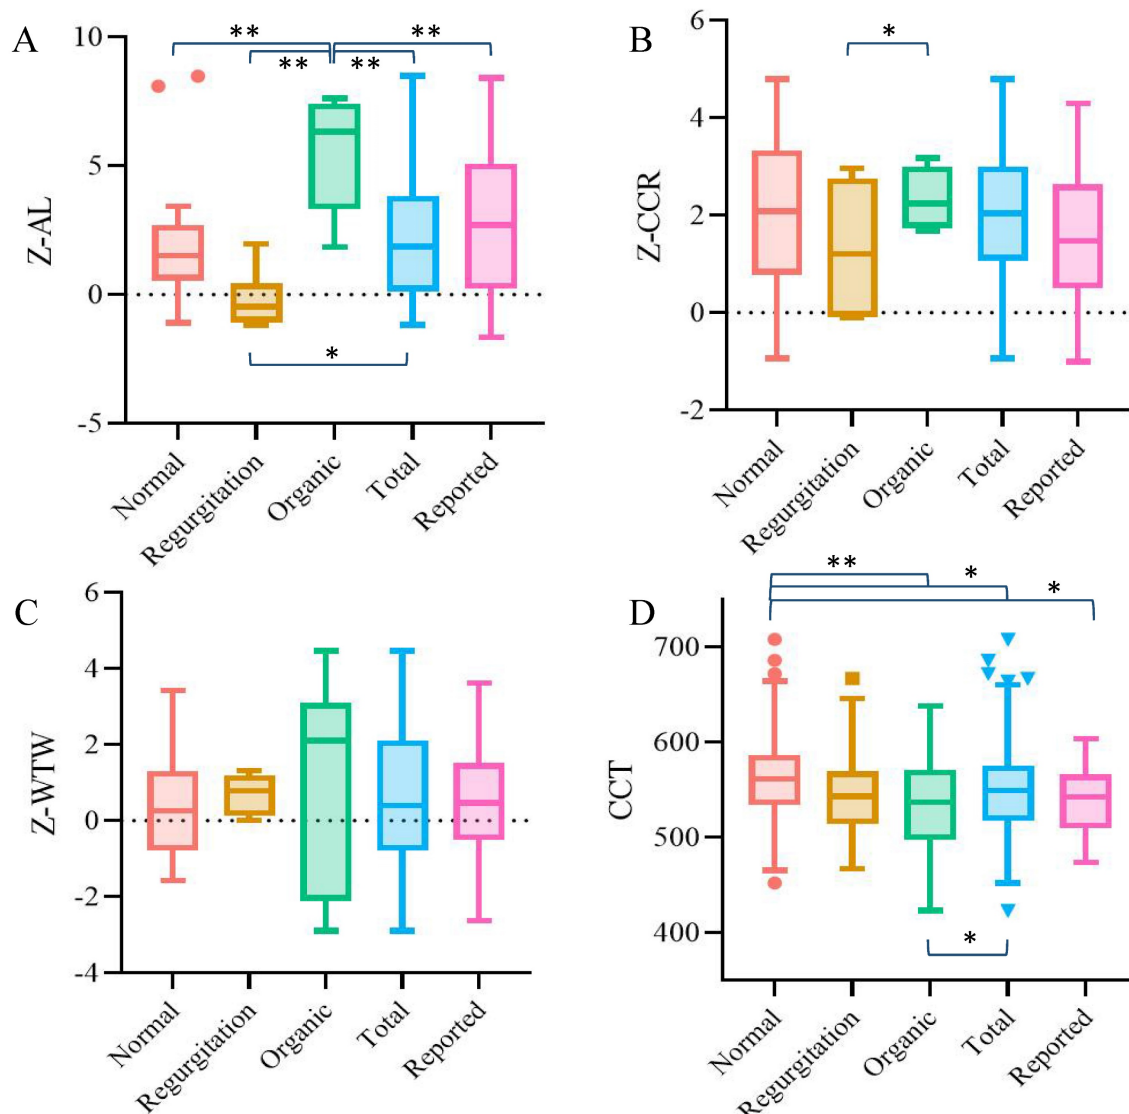 A
Z-AL
10
5
0
-5
**
**
**
**
*
Normal
Regurgitation
Organic
Total
Reported
B
Z-CCR
6
4
2
0
-2
*
Normal
Regurgitation
Organic
Total
Reported
C
Z-WTW
6
4
2
0
-2
-4
Normal
Regurgitation
Organic
Total
Reported
D
CCT
700
600
500
400
**
*
*
*
Normal
Regurgitation
Organic
Total
Reported